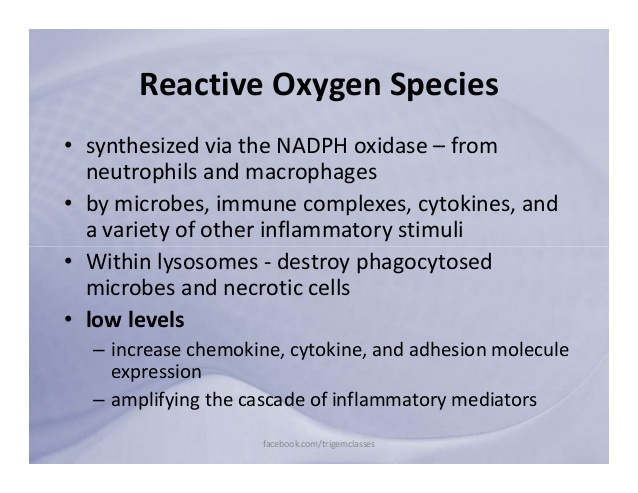 Reactive Oxygen Species
• synthesized via the NADPH oxidase – from
neutrophils and macrophages
• by microbes, immune complexes, cytokines, and
a variety of other inflammatory stimuli
• Within lysosomes - destroy phagocytosed
microbes and necrotic cells
• low levels
– increase chemokine, cytokine, and adhesion molecule
expression
– amplifying the cascade of inflammatory mediators
facebook.com/trigemclasses